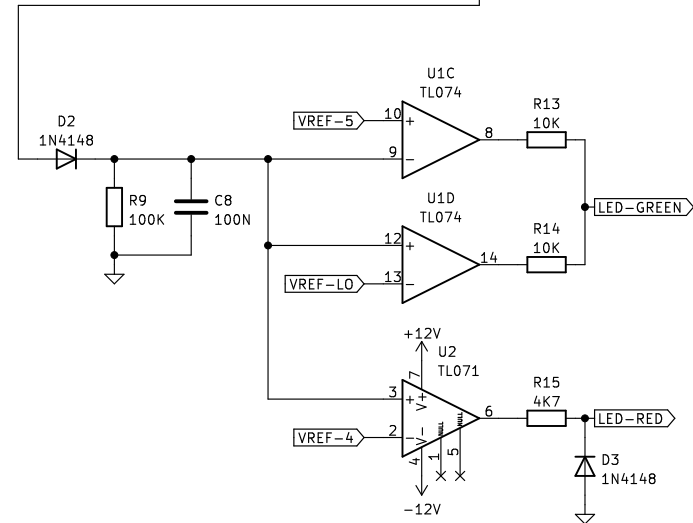 U1C
TL074
VREF-5
10
+
9
-
8
R13
10K
D2
1N4148
R9
100K
C8
100N
LED-GREEN
U1D
TL074
12
+
13
-
VREF-LO
14
R14
10K
+12V
U2
TL071
7
V+
3
+
2
-
VREF-4
V-
4
NULL
1
NULL
5
6
R15
4K7
LED-RED
D3
1N4148
-12V